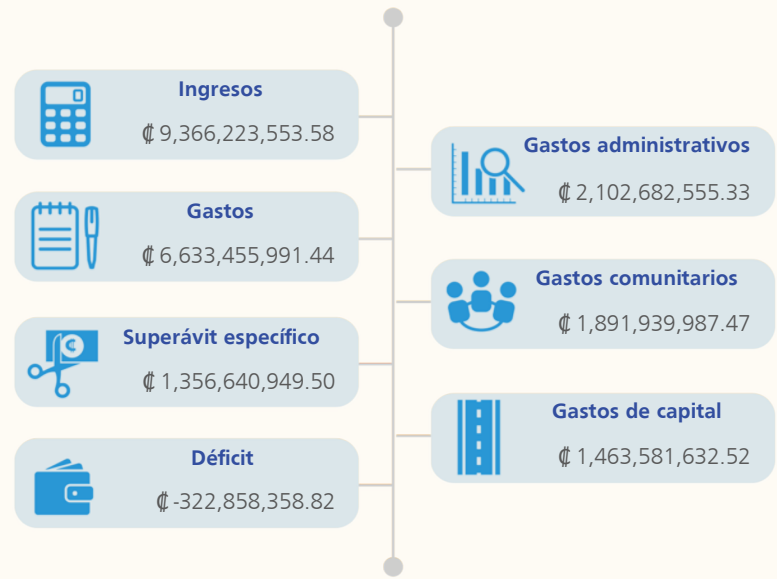 Ingresos
₡ 9,366,223,553.58
Gastos
₡ 6,633,455,991.44
Superávit específico
₡ 1,356,640,949.50
Déficit
₡ -322,858,358.82
Gastos administrativos
₡ 2,102,682,555.33
Gastos comunitarios
₡ 1,891,939,987.47
Gastos de capital
₡ 1,463,581,632.52